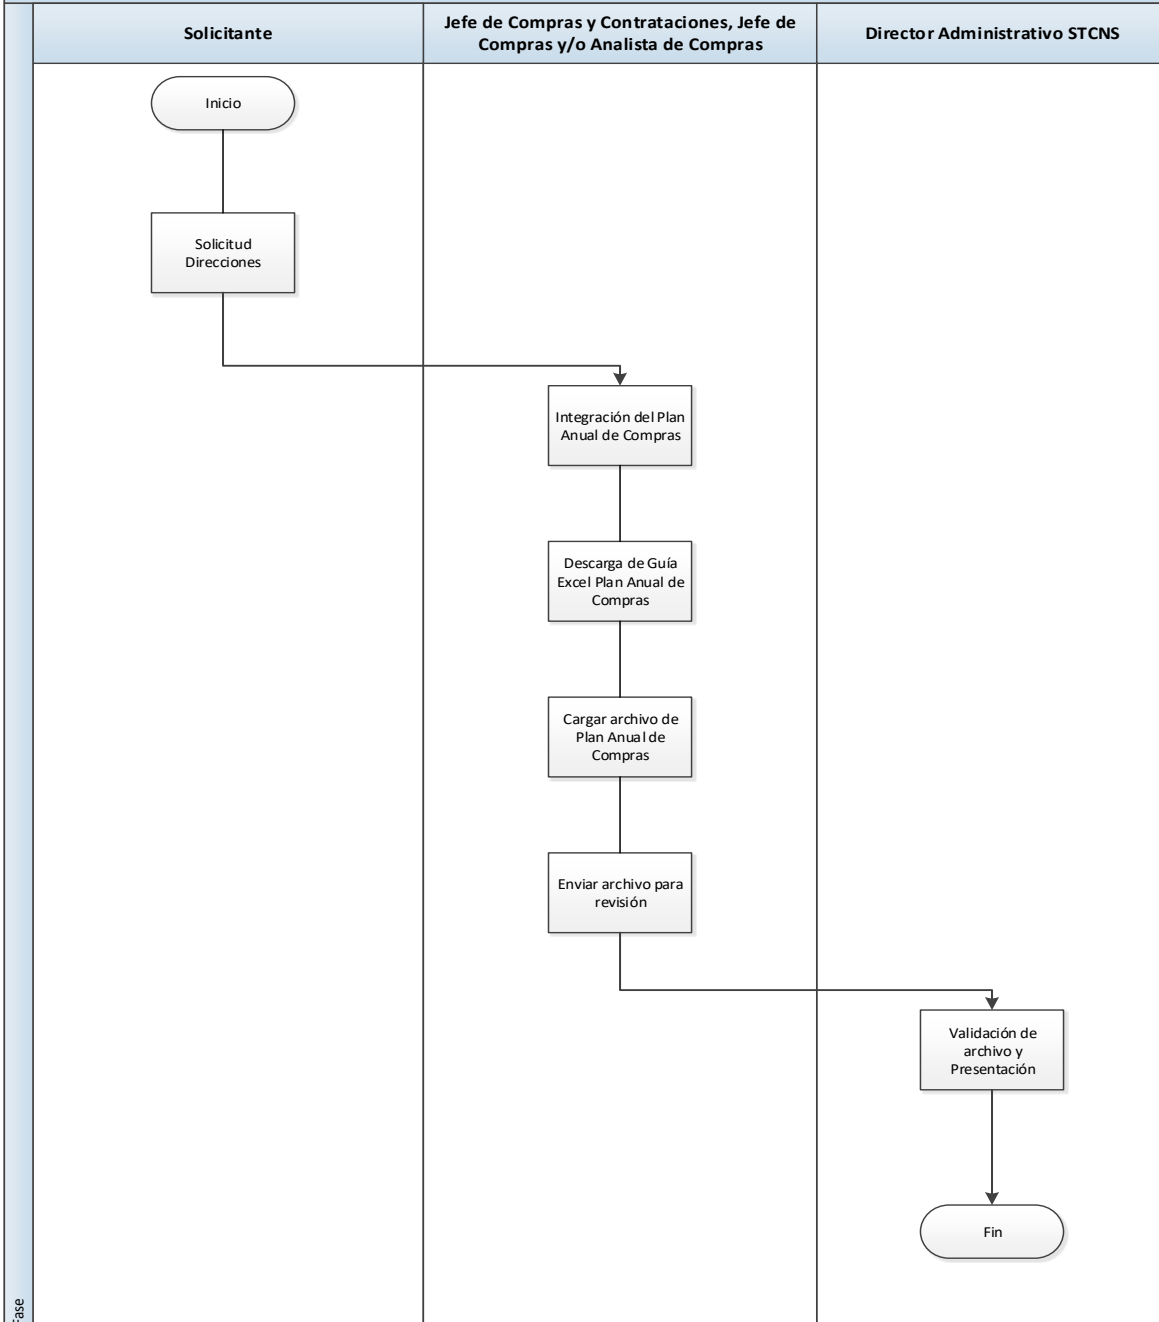 Solicitante
Jefe de Compras y Contrataciones, Jefe de
Compras y/o Analista de Compras
Director Administrativo STCNS
Inicio
Solicitud
Direcciones
Integración del Plan
Anual de Compras
Descarga de Guía
Excel Plan Anual de
Compras
Cargar archivo de
Plan Anual de
Compras
Enviar archivo para
revisión
Validación de
archivo y
Presentación
Fin
Fase